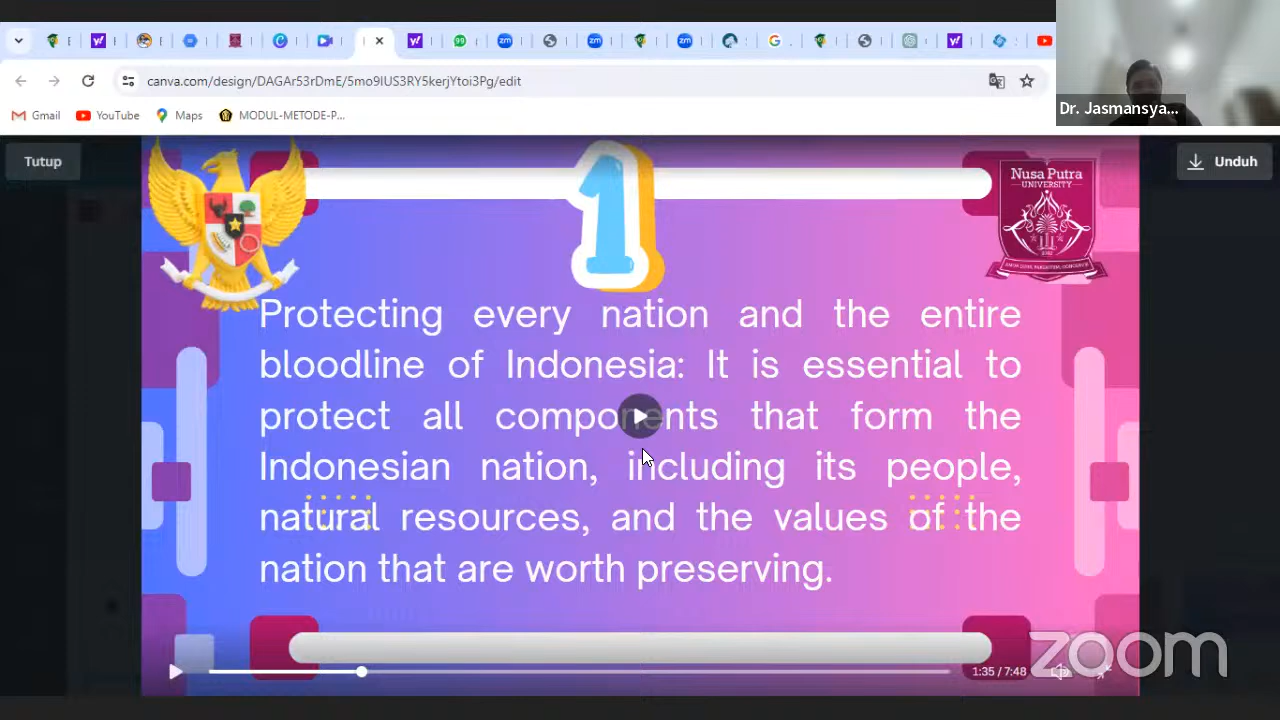 canva.com/design/DAGAr53rDmE/5mo9IUS3RY5kerjYtoi3Pg/edit
Gmail YouTube Maps MODUL-METODE-P...
Dr. Jasmansya...
Tutup
Unduh
1
Nusa Putra
UNIVERSITY
Protecting every nation and the entire
bloodline of Indonesia: It is essential to
protect all components that form the
Indonesian nation, including its people,
natural resources, and the values of the
nation that are worth preserving.
1:35 / 7:48
zoom